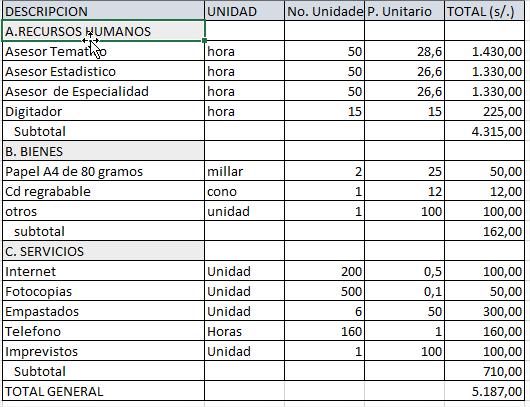 DESCRIPCION UNIDAD No. Unidade P. Unitario TOTAL (s/.)
A.RECURSOS HUMANOS
Asesor Tematico hora 50 28,6 1.430,00
Asesor Estadistico hora 50 26,6 1.330,00
Asesor de Especialidad hora 50 26,6 1.330,00
Digitador hora 15 15 225,00
Subtotal 4.315,00
B. BIENES
Papel A4 de 80 gramos millar 2 25 50,00
Cd regrabable cono 1 12 12,00
otros unidad 1 100 100,00
subtotal 162,00
C. SERVICIOS
Internet Unidad 200 0,5 100,00
Fotocopias Unidad 500 0,1 50,00
Empastados Unidad 6 50 300,00
Telefono Horas 160 1 160,00
Imprevistos Unidad 1 100 100,00
Subtotal 710,00
TOTAL GENERAL 5.187,00